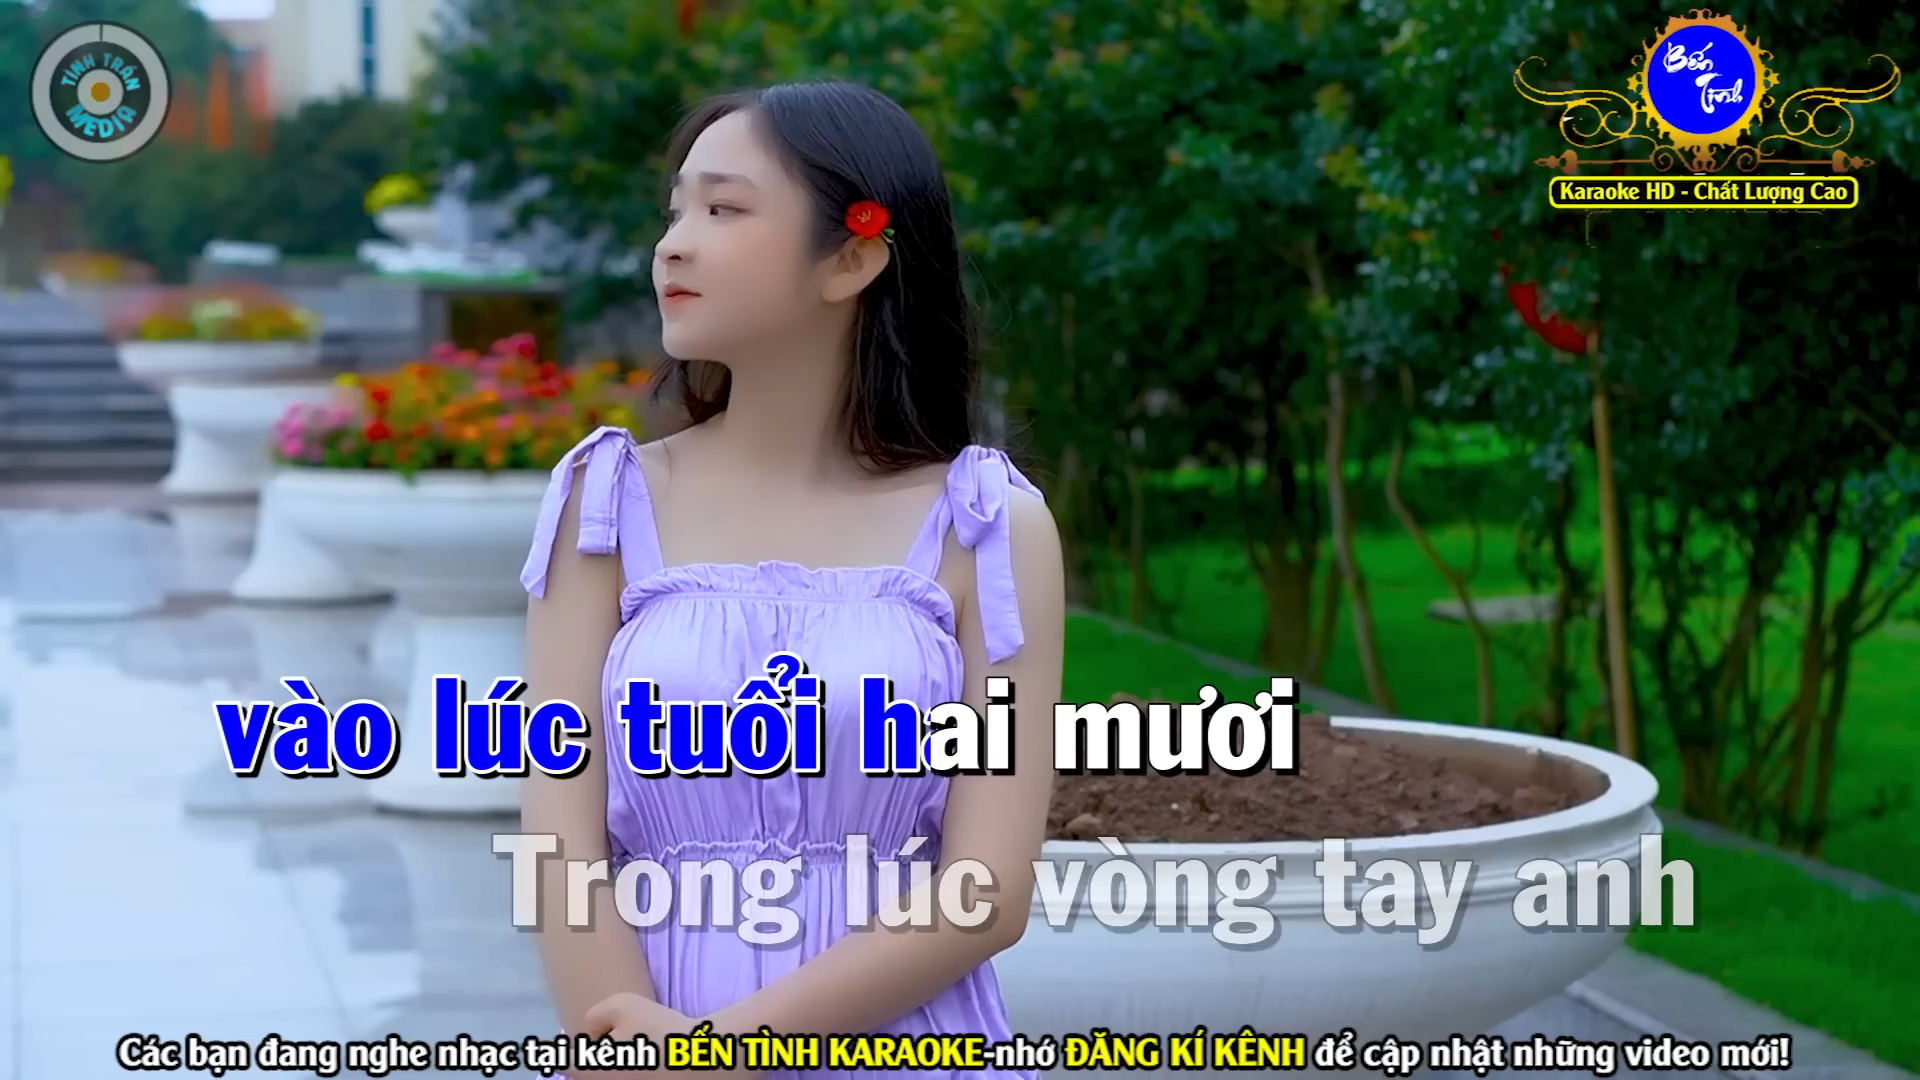 TÌNH TRẦN
MEDIA
Bến
Tình
Karaoke HD - Chất Lượng Cao
vào lúc tuổi hai mươi
Trong lúc vòng tay anh
Các bạn đang nghe nhạc tại kênh BẾN TÌNH KARAOKE-nhớ ĐĂNG KÍ KÊNH để cập nhật những video mới!